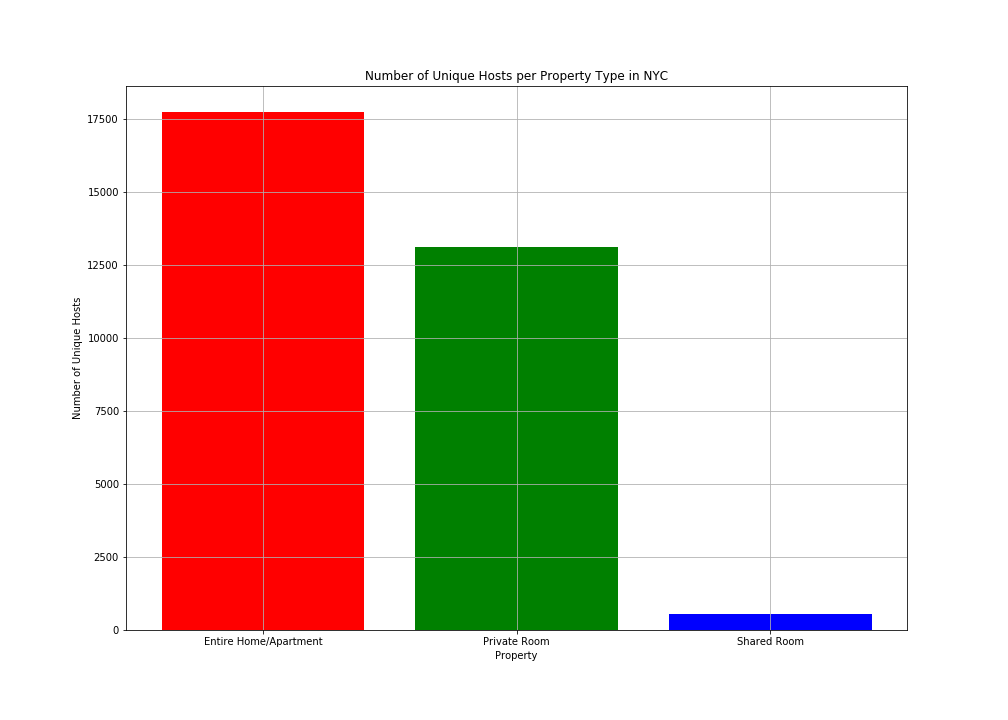 Number of Unique Hosts per Property Type in NYC
17500
15000
12500
10000
7500
5000
2500
0
Number of Unique Hosts
Entire Home/Apartment
Private Room
Shared Room
Property